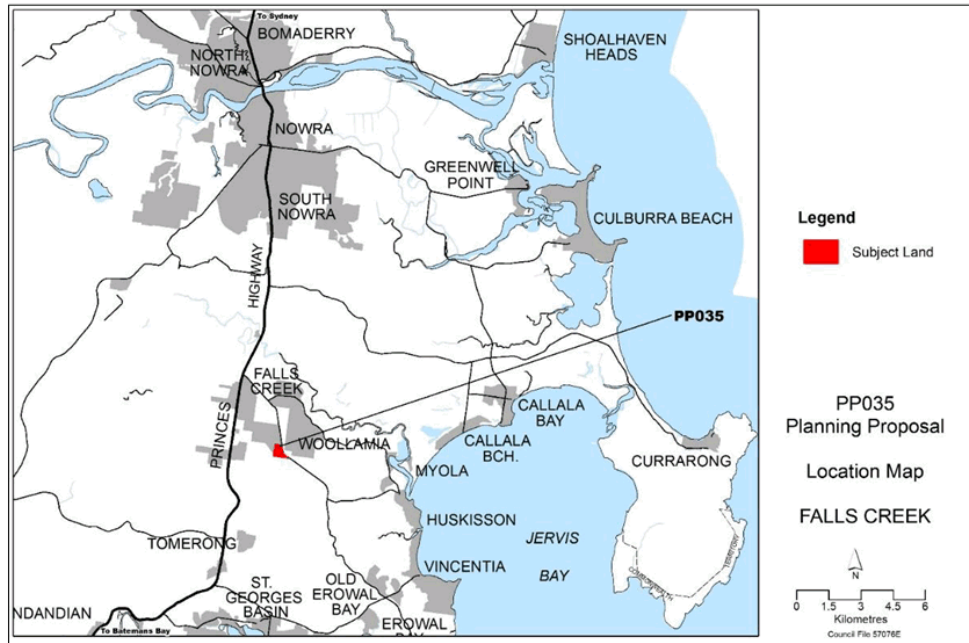 To Sydney
BOMADERRY
NORTH
NOWRA
SHOALHAVEN
HEADS
NOWRA
GREENWELL
POINT
SOUTH
NOWRA
CULBURRA BEACH
HIGHWAY
PP035
FALLS
CREEK
CALLALA
BAY
WOOLLAMIA
CALLALA
BCH.
PRINCES
MYOLA
CURRARONG
HUSKISSON
JERVIS
BAY
TOMERONG
VINCENTIA
OLD
EROWAL
BAY
ST.
GEORGES
BASIN
EROWAL
NDANDIAN
To Batemans Bay
Legend
Subject Land
PP035
Planning Proposal
Location Map
FALLS CREEK
N
0 1.5 3 4.5 6
Kilometres
Council File 57076E